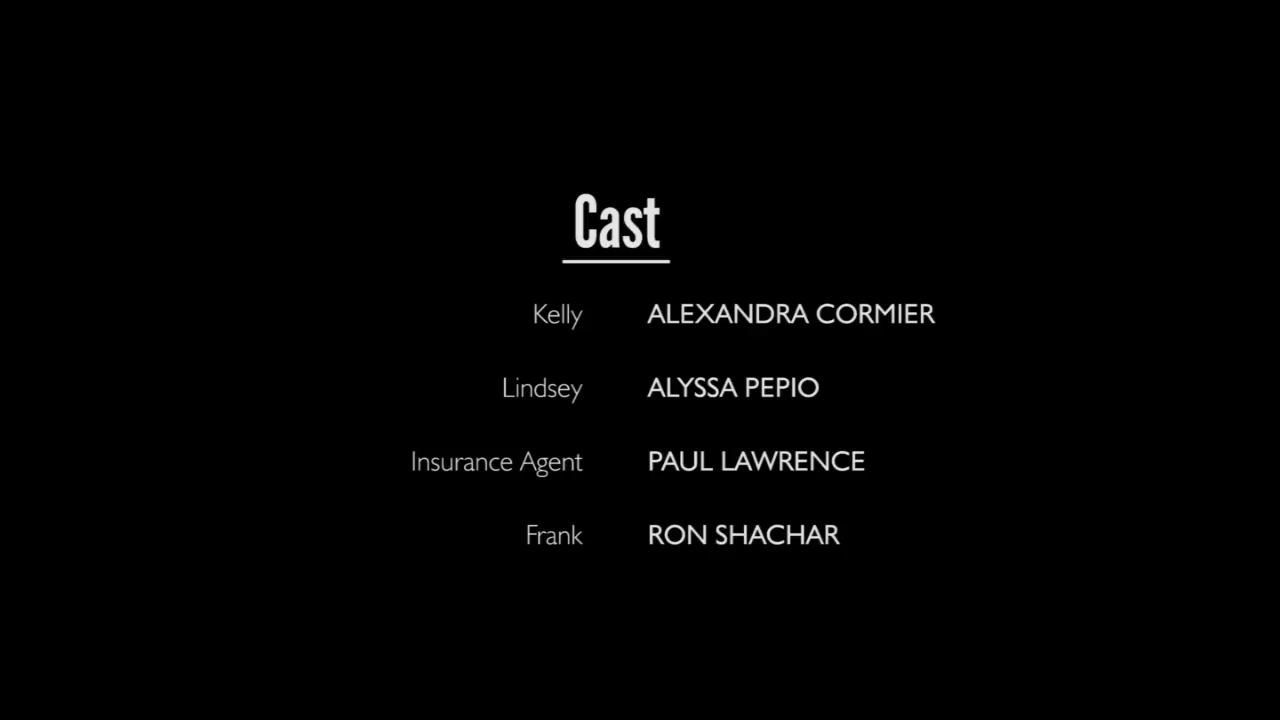 Cast
Kelly ALEXANDRA CORMIER
Lindsey ALYSSA PEPIO
Insurance Agent PAUL LAWRENCE
Frank RON SHACHAR